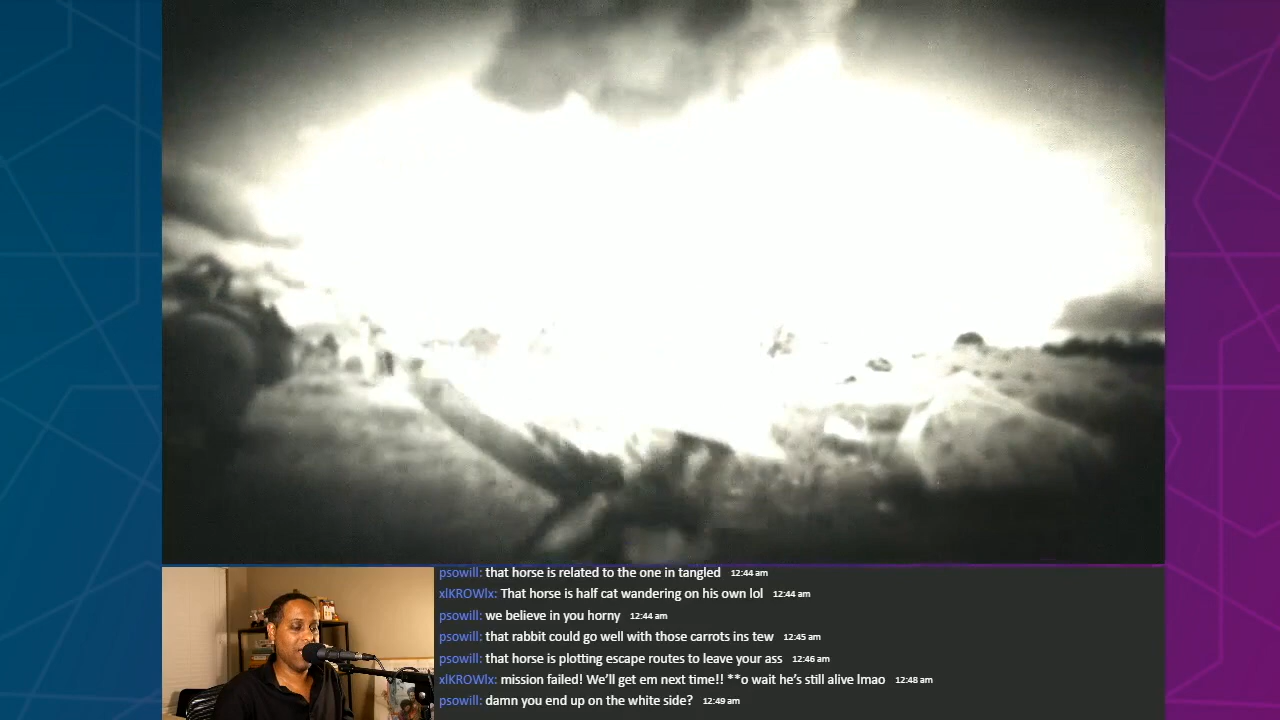 psowill: that horse is related to the one in tangled 12:44 am
xlKROWlx: That horse is half cat wandering on his own lol 12:44 am
psowill: we believe in you horny 12:44 am
psowill: that rabbit could go well with those carrots ins tew 12:45 am
psowill: that horse is plotting escape routes to leave your ass 12:46 am
xlKROWlx: mission failed! We'll get em next time!! **o wait he's still alive lmao 12:48 am
psowill: damn you end up on the white side? 12:49 am